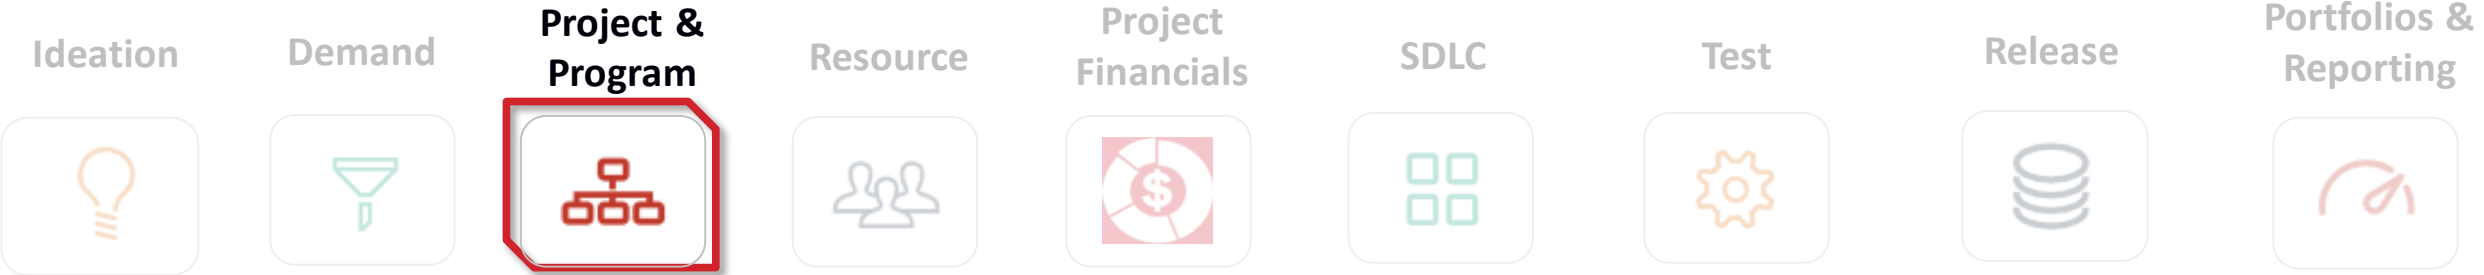 Ideation
Demand
Project &
Program
Resource
Project
Financials
SDLC
Test
Release
Portfolios &
Reporting
$